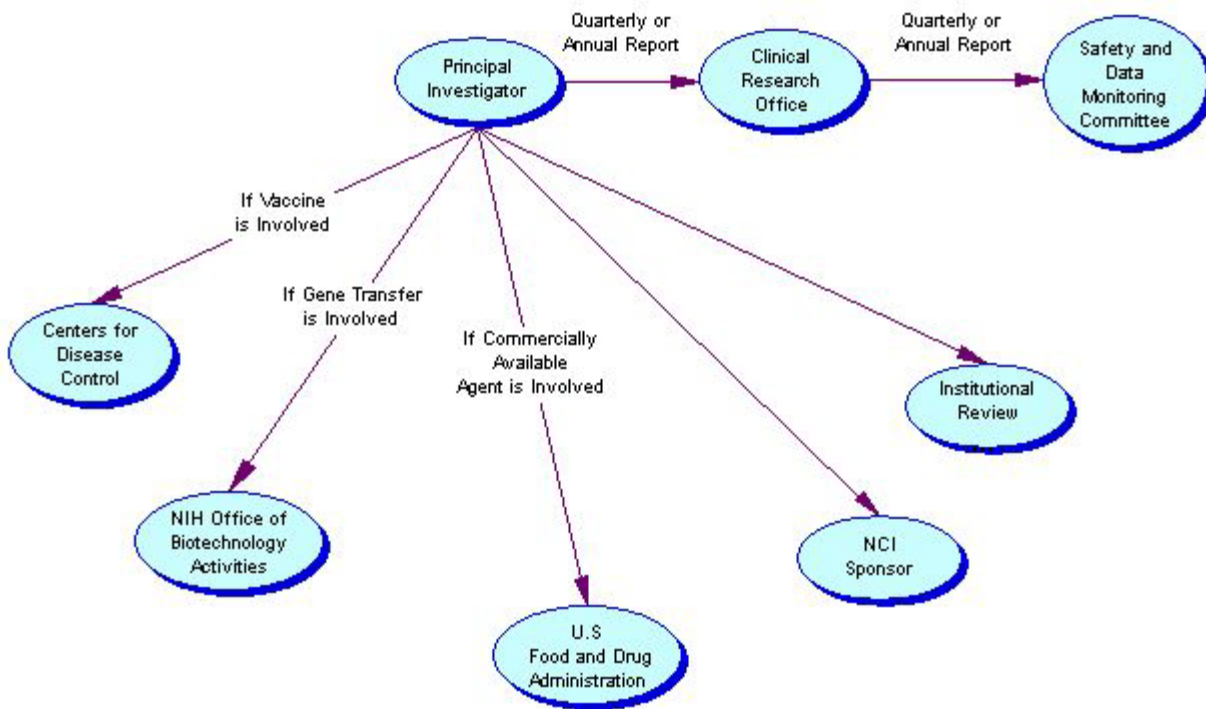 Quarterly or
Annual Report
Quarterly or
Annual Report
Principal
Investigator
Clinical
Research
Office
Safety and
Data
Monitoring
Committee
If Vaccine
is Involved
If Gene Transfer
is Involved
If Commercially
Available
Agent is Involved
Centers for
Disease
Control
Institutional
Review
NIH Office of
Biotechnology
Activities
NCI
Sponsor
U.S
Food and Drug
Administration